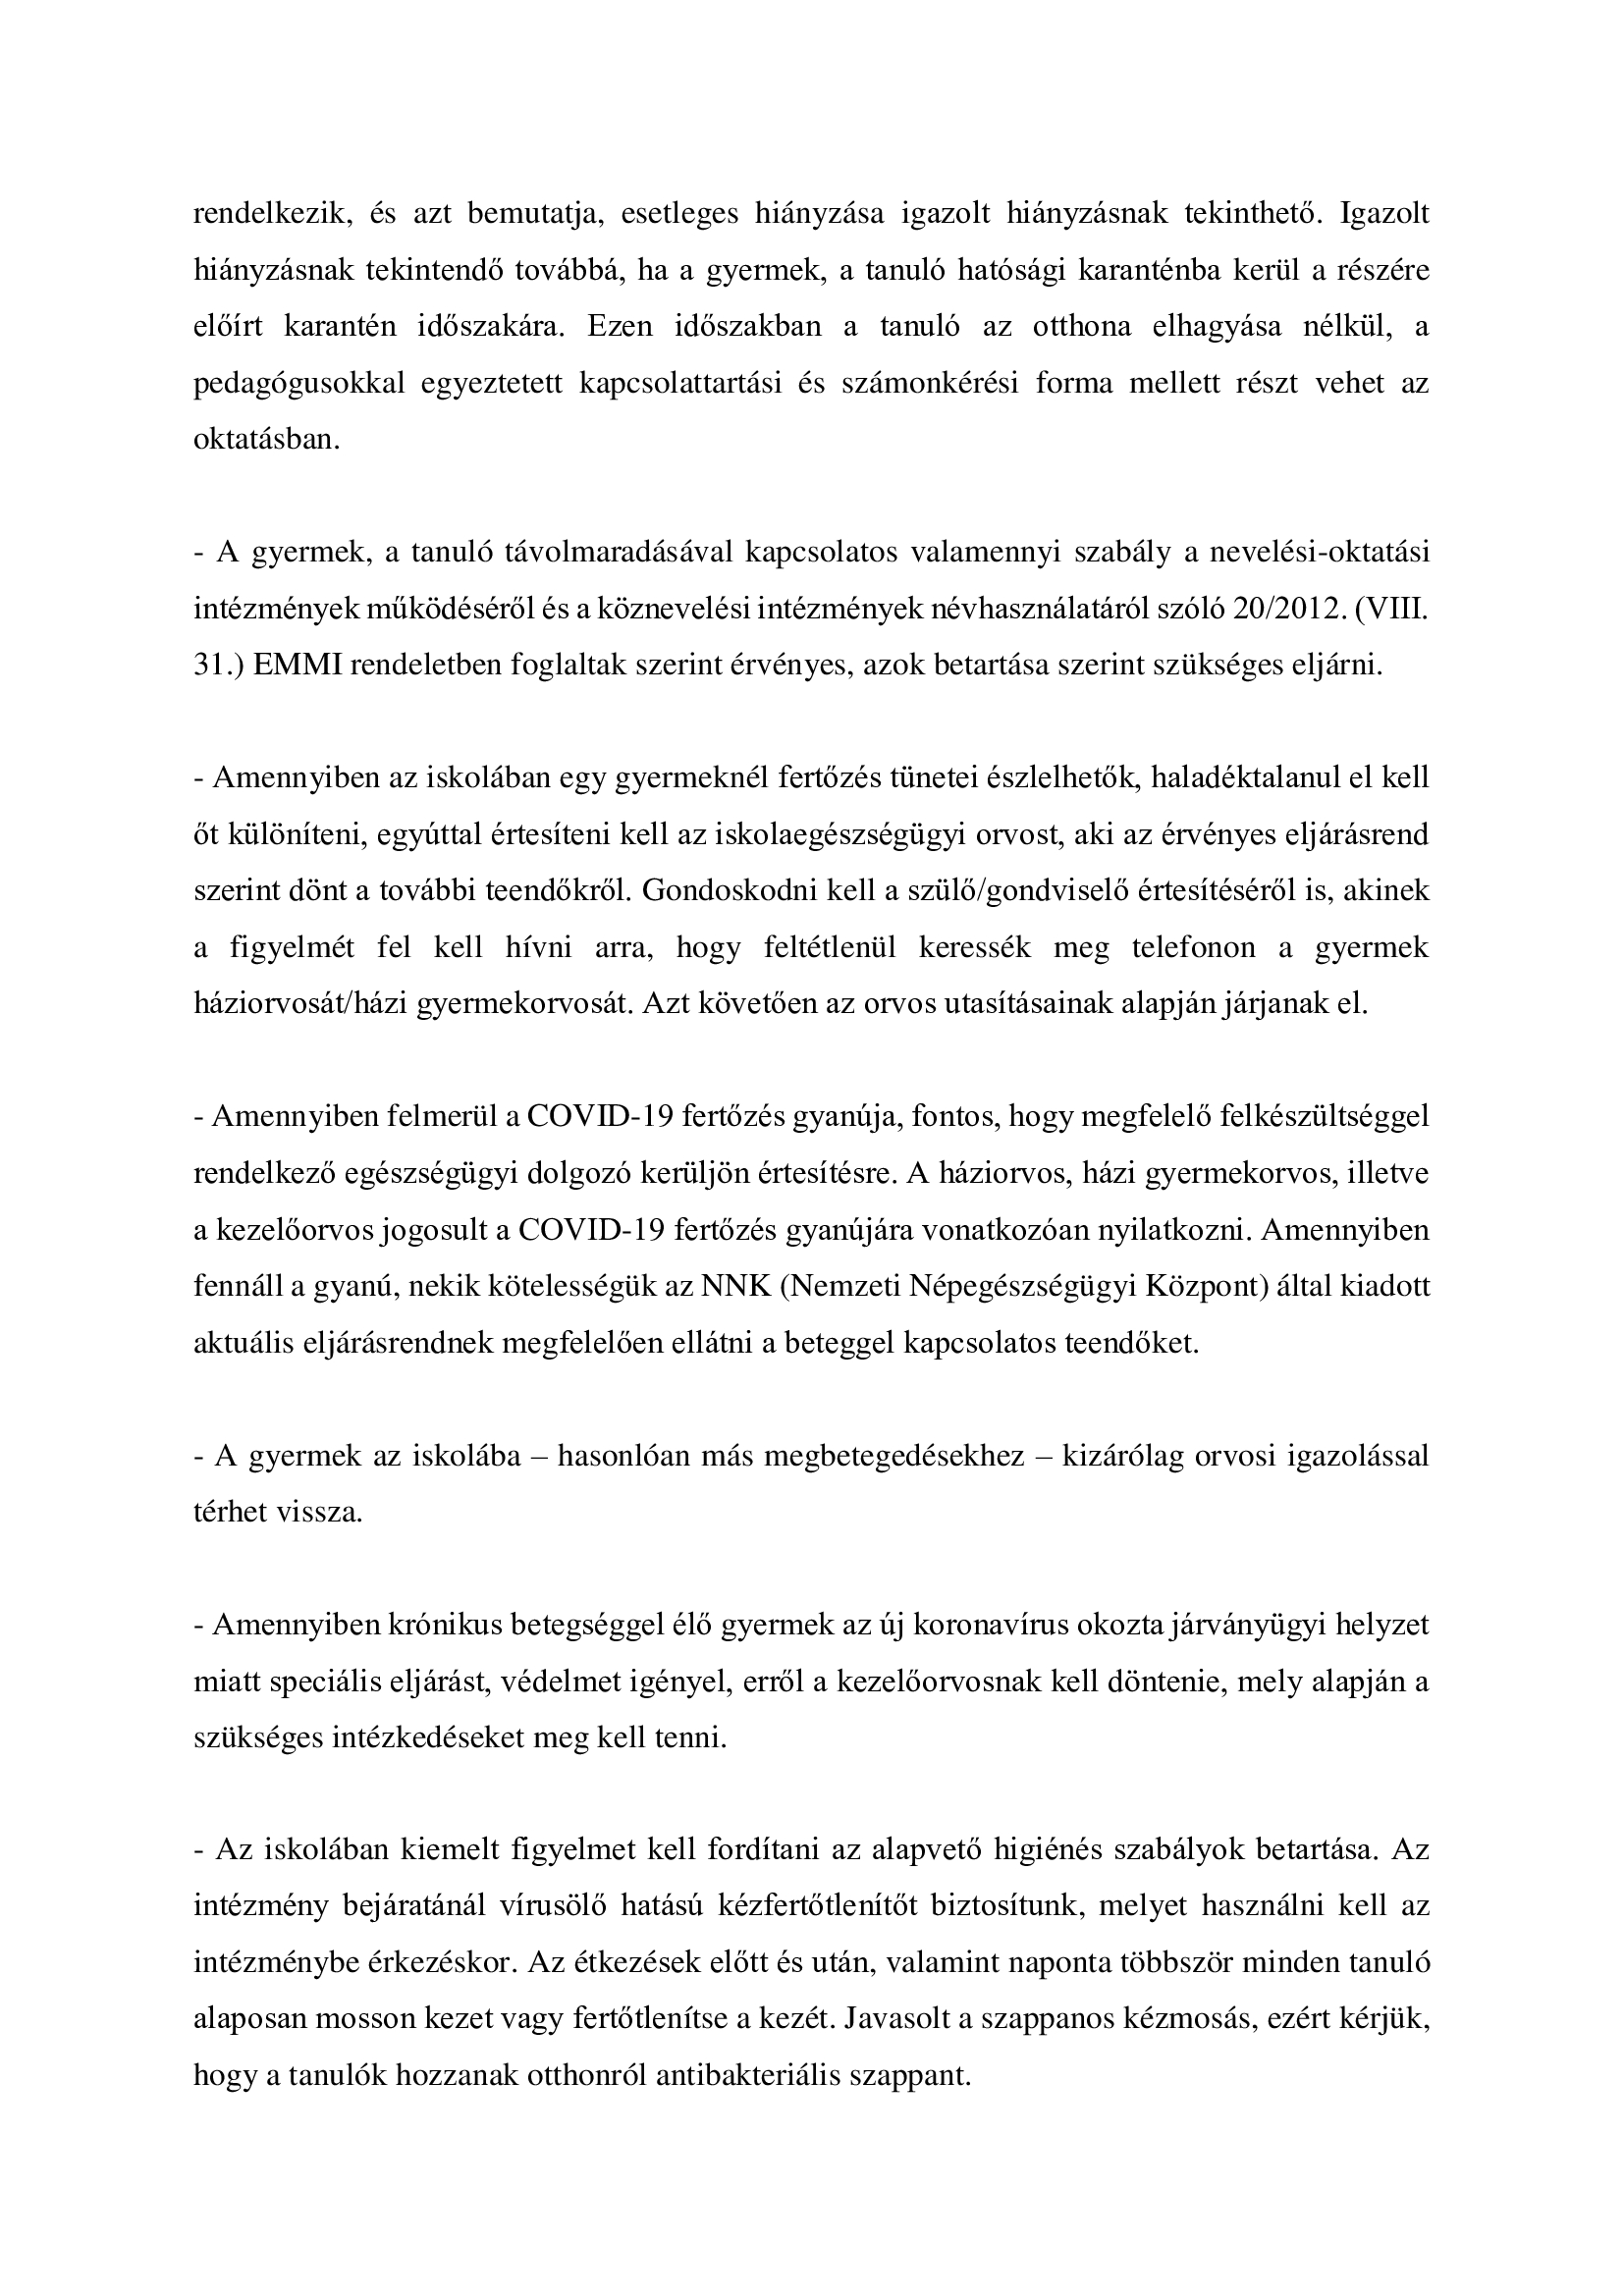 rendelkezik, és azt bemutatja, esetleges hiányzása igazolt hiányzásnak tekinthető. Igazolt
hiányzásnak tekintendő továbbá, ha a gyermek, a tanuló hatósági karanténba kerül a részére
előírt karantén időszakára. Ezen időszakban a tanuló az otthona elhagyása nélkül, a
pedagógusokkal egyeztetett kapcsolattartási és számonkérési forma mellett részt vehet az
oktatásban.
- A gyermek, a tanuló távolmaradásával kapcsolatos valamennyi szabály a nevelési-oktatási
intézmények működéséről és a köznevelési intézmények névhasználatáról szóló 20/2012. (VIII.
31.) EMMI rendeletben foglaltak szerint érvényes, azok betartása szerint szükséges eljárni.
- Amennyiben az iskolában egy gyermeknél fertőzés tünetei észlelhetők, haladéktalanul el kell
őt különíteni, egyúttal értesíteni kell az iskolaegészségügyi orvost, aki az érvényes eljárásrend
szerint dönt a további teendőkről. Gondoskodni kell a szülő/gondviselő értesítéséről is, akinek
a figyelmét fel kell hívni arra, hogy feltétlenül keressék meg telefonon a gyermek
háziorvosát/házi gyermekorvosát. Azt követően az orvos utasításainak alapján járjanak el.
- Amennyiben felmerül a COVID-19 fertőzés gyanúja, fontos, hogy megfelelő felkészültséggel
rendelkező egészségügyi dolgozó kerüljön értesítésre. A háziorvos, házi gyermekorvos, illetve
a kezelőorvos jogosult a COVID-19 fertőzés gyanújára vonatkozóan nyilatkozni. Amennyiben
fennáll a gyanú, nekik kötelességük az NNK (Nemzeti Népegészségügyi Központ) által kiadott
aktuális eljárásrendnek megfelelően ellátni a beteggel kapcsolatos teendőket.
- A gyermek az iskolába – hasonlóan más megbetegedésekhez – kizárólag orvosi igazolással
térhet vissza.
- Amennyiben krónikus betegséggel élő gyermek az új koronavírus okozta járványügyi helyzet
miatt speciális eljárást, védelmet igényel, erről a kezelőorvosnak kell döntenie, mely alapján a
szükséges intézkedéseket meg kell tenni.
- Az iskolában kiemelt figyelmet kell fordítani az alapvető higiénés szabályok betartása. Az
intézmény bejáratánál vírusölő hatású kézfertőtlenítőt biztosítunk, melyet használni kell az
intézménybe érkezéskor. Az étkezések előtt és után, valamint naponta többször minden tanuló
alaposan mosson kezet vagy fertőtlenítse a kezét. Javasolt a szappanos kézmosás, ezért kérjük,
hogy a tanulók hozzanak otthonról antibakteriális szappant.